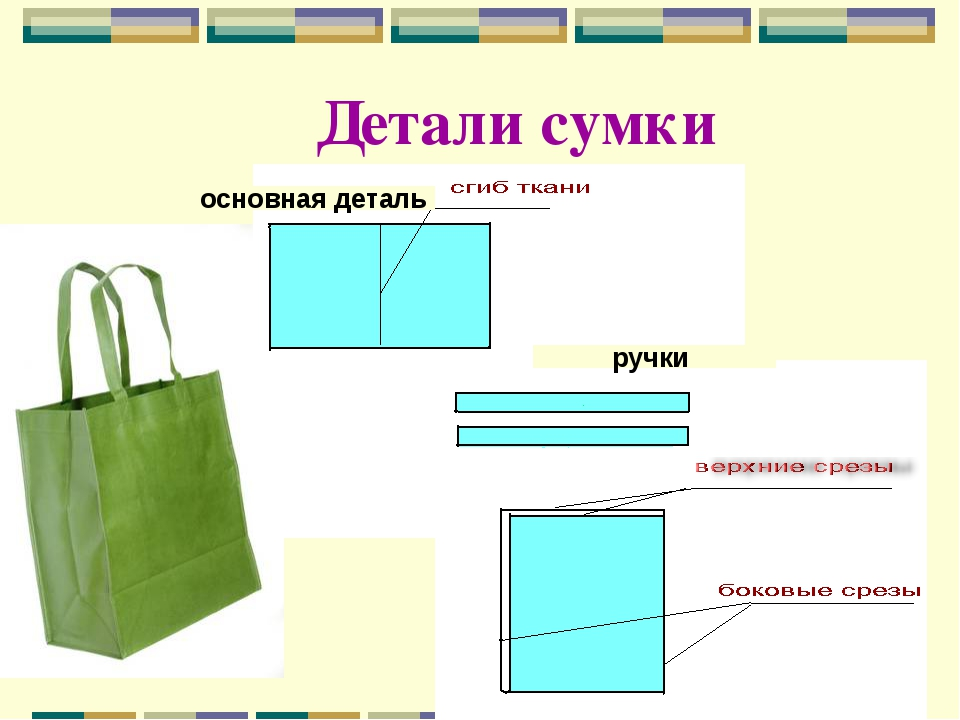 Детали сумки
сгиб ткани
основная деталь
ручки
верхние срезы
боковые срезы